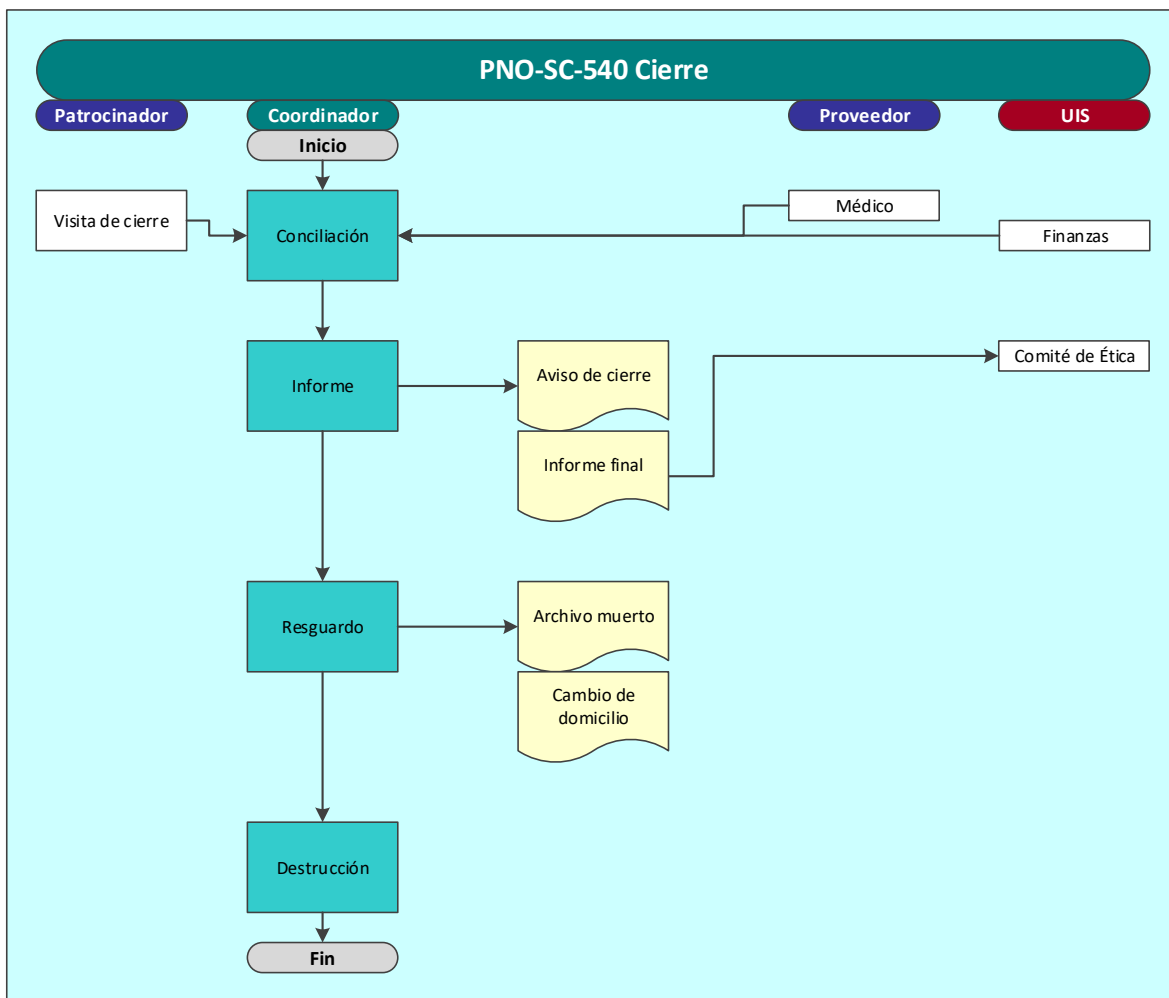 PNO-SC-540 Cierre
Patrocinador
Coordinador
Proveedor
UIS
Inicio
Visita de cierre
Conciliación
Médico
Finanzas
Informe
Aviso de cierre
Comité de Ética
Informe final
Resguardo
Archivo muerto
Cambio de
domicilio
Destrucción
Fin